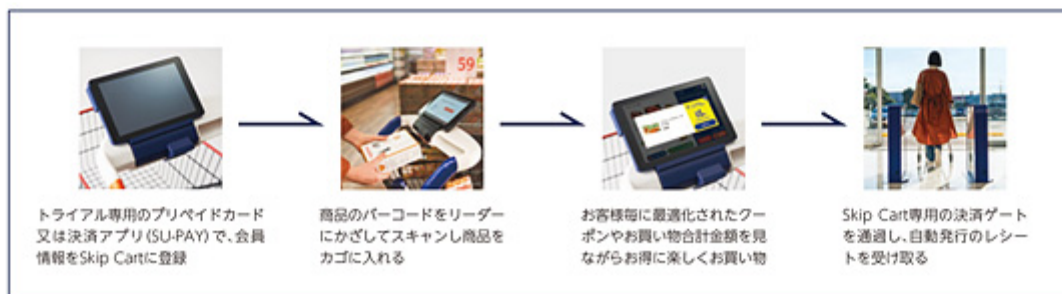 59
トライアル専用のプリペイドカード
又は決済アプリ(SU-PAY)で、会員
情報をSkip Cartに登録
商品のバーコードをリーダー
にかざしてスキャンし商品を
カゴに入れる
お客様毎に最適化されたクー
ポンやお買い物合計金額を見
ながらお得に楽しくお買い物
Skip Cart専用の決済ゲート
を通過し、自動発行のレシー
トを受け取る